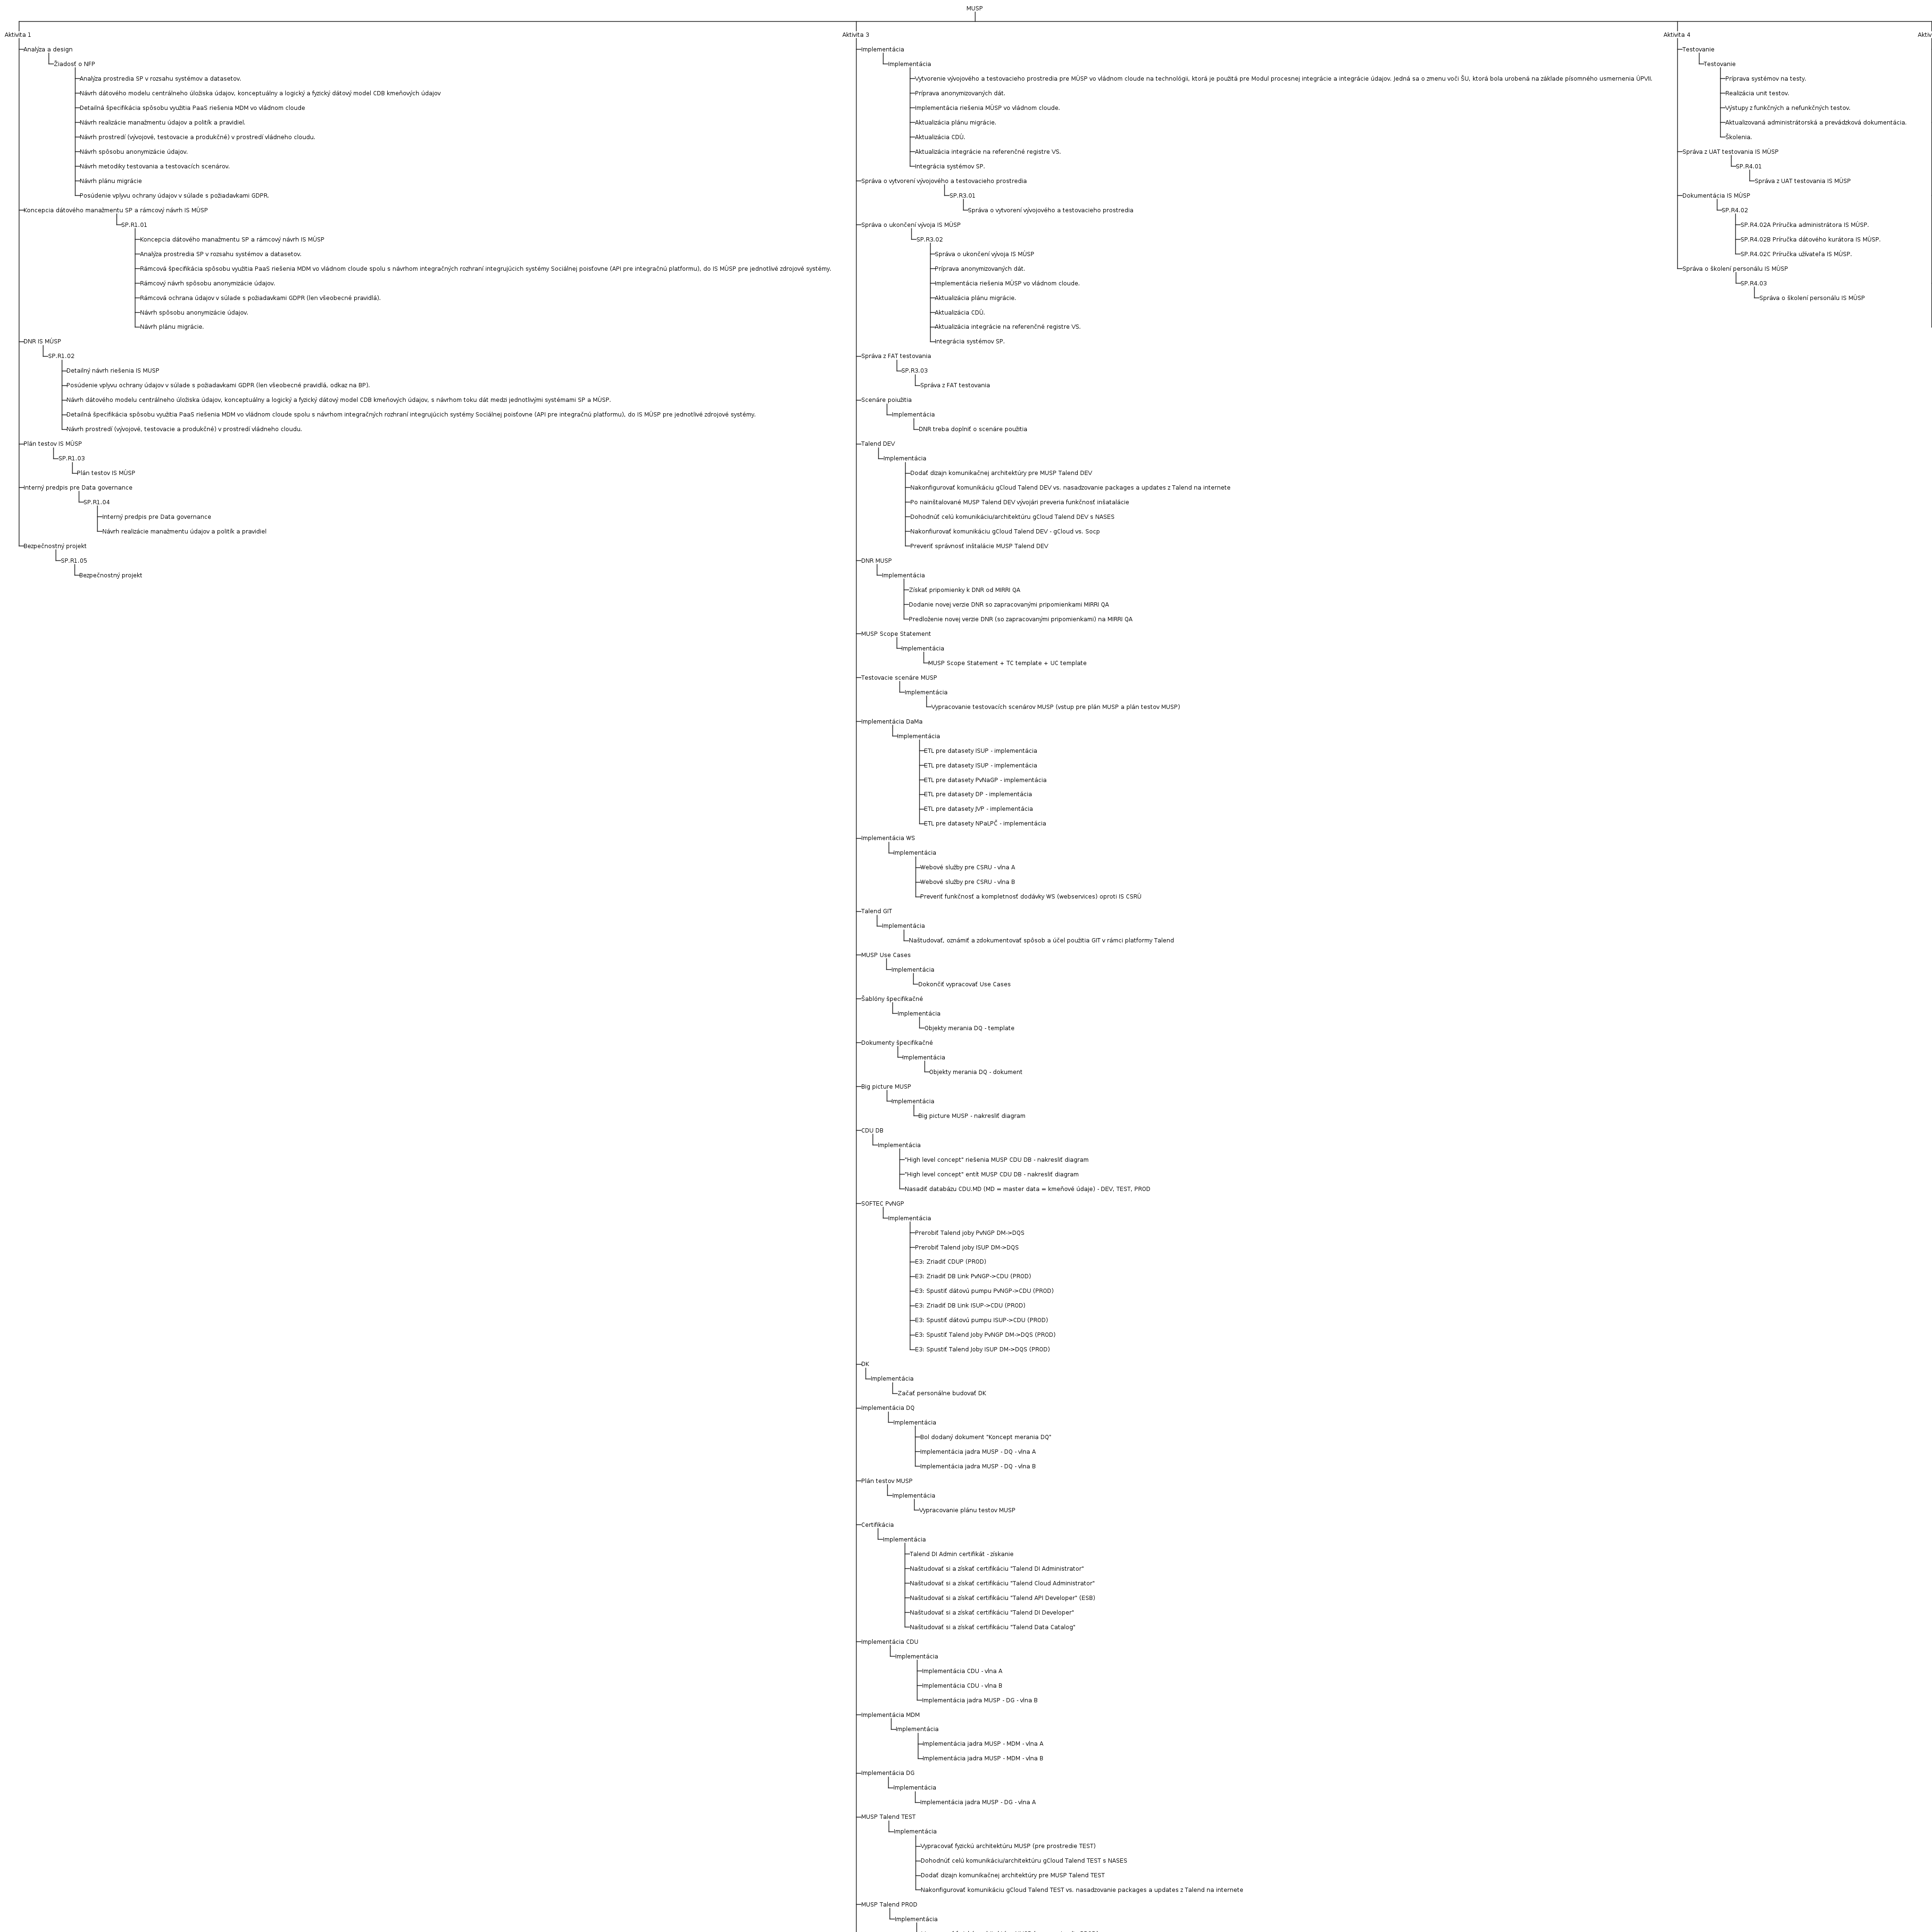 MUSP
Aktivita 1
Analýza a design
Žiadosť o NFP
Analýza prostredia SP v rozsahu systémov a datasetov.
Návrh dátového modelu centrálneho úložiska údajov, konceptuálny a logický a fyzický dátový model CDB kmeňových údajov
Detailná špecifikácia spôsobu využitia PaaS riešenia MDM vo vládnom cloude
Návrh realizácie manažmentu údajov a politík a pravidiel.
Návrh prostredí (vývojové, testovacie a produkčné) v prostredí vládneho cloudu.
Návrh spôsobu anonymizácie údajov.
Návrh metodiky testovania a testovacích scenárov.
Návrh plánu migrácie
Posúdenie vplyvu ochrany údajov v súlade s požiadavkami GDPR.
Koncepcia dátového manažmentu SP a rámcový návrh IS MÚSP
SP.R1.01
Koncepcia dátového manažmentu SP a rámcový návrh IS MÚSP
Analýza prostredia SP v rozsahu systémov a datasetov.
Rámcová špecifikácia spôsobu využitia PaaS riešenia MDM vo vládnom cloude spolu s návrhom integračných rozhraní integrujúcich systémy Sociálnej poisťovne (API pre integračnú platformu), do IS MÚSP pre jednotlivé zdrojové systémy.
Rámcový návrh spôsobu anonymizácie údajov.
Rámcová ochrana údajov v súlade s požiadavkami GDPR (len všeobecné pravidlá).
Návrh spôsobu anonymizácie údajov.
Návrh plánu migrácie.
DNR IS MÚSP
SP.R1.02
Detailný návrh riešenia IS MUSP
Posúdenie vplyvu ochrany údajov v súlade s požiadavkami GDPR (len všeobecné pravidlá, odkaz na BP).
Návrh dátového modelu centrálneho úložiska údajov, konceptuálny a logický a fyzický dátový model CDB kmeňových údajov, s návrhom toku dát medzi jednotlivými systémami SP a MÚSP.
Detailná špecifikácia spôsobu využitia PaaS riešenia MDM vo vládnom cloude spolu s návrhom integračných rozhraní integrujúcich systémy Sociálnej poisťovne (API pre integračnú platformu), do IS MÚSP pre jednotlivé zdrojové systémy.
Návrh prostredí (vývojové, testovacie a produkčné) v prostredí vládneho cloudu.
Plán testov IS MÚSP
SP.R1.03
Plán testov IS MÚSP
Interný predpis pre Data governance
SP.R1.04
Interný predpis pre Data governance
Návrh realizácie manažmentu údajov a politík a pravidiel
Bezpečnostný projekt
SP.R1.05
Bezpečnostný projekt
Aktivita 3
Implementácia
Implementácia
Vytvorenie vývojového a testovacieho prostredia pre MÚSP vo vládnom cloude na technológii, ktorá je použitá pre Modul procesnej integrácie a integrácie údajov. Jedná sa o zmenu voči ŠU, ktorá bola urobená na základe písomného usmernenia ÚPVII.
Príprava anonymizovaných dát.
Implementácia riešenia MÚSP vo vládnom cloude.
Aktualizácia plánu migrácie.
Aktualizácia CDÚ.
Aktualizácia integrácie na referenčné registre VS.
Integrácia systémov SP.
Správa o vytvorení vývojového a testovacieho prostredia
SP.R3.01
Správa o vytvorení vývojového a testovacieho prostredia
Správa o ukončení vývoja IS MÚSP
SP.R3.02
Správa o ukončení vývoja IS MÚSP
Príprava anonymizovaných dát.
Implementácia riešenia MÚSP vo vládnom cloude.
Aktualizácia plánu migrácie.
Aktualizácia CDÚ.
Aktualizácia integrácie na referenčné registre VS.
Integrácia systémov SP.
Správa z FAT testovania
SP.R3.03
Správa z FAT testovania
Scenáre použitia
Implementácia
DNR treba doplniť o scenáre použitia
Talend DEV
Implementácia
Dodať dizajn komunikačnej architektúry pre MUSP Talend DEV
Nakonfigurovať komunikáciu gCloud Talend DEV vs. nasadzovanie packages a updates z Talend na internete
Po nainštalované MUSP Talend DEV vývojári preveria funkčnosť inšatalácie
Dohodnúť celú komunikáciu/architektúru gCloud Talend DEV s NASES
Nakonfiurovať komunikáciu gCloud Talend DEV - gCloud vs. Socp
Preveriť správnosť inštalácie MUSP Talend DEV
DNR MUSP
Implementácia
Získať pripomienky k DNR od MIRRI QA
Dodanie novej verzie DNR so zapracovanými pripomienkami MIRRI QA
Predloženie novej verzie DNR (so zapracovanými pripomienkami) na MIRRI QA
MUSP Scope Statement
Implementácia
MUSP Scope Statement + TC template + UC template
Testovacie scenáre MUSP
Implementácia
Vypracovanie testovacích scenárov MUSP (vstup pre plán MUSP a plán testov MUSP)
Implementácia DaMa
Implementácia
ETL pre datasety ISUP - implementácia
ETL pre datasety ISUP - implementácia
ETL pre datasety PvNaGP - implementácia
ETL pre datasety DP - implementácia
ETL pre datasety JVP - implementácia
ETL pre datasety NPaLPČ - implementácia
Implementácia WS
Implementácia
Webové služby pre CSRU - vlna A
Webové služby pre CSRU - vlna B
Preveriť funkčnosť a kompletnosť dodávky WS (webservices) oproti IS CSRÚ
Talend GIT
Implementácia
Naštudovať, oznámiť a zdokumentovať spôsob a účel použitia GIT v rámci platformy Talend
MUSP Use Cases
Implementácia
Dokončiť vypracovať Use Cases
Šablóny špecifikačné
Implementácia
Objekty merania DQ - template
Dokumenty špecifikačné
Implementácia
Objekty merania DQ - dokument
Big picture MUSP
Implementácia
Big picture MUSP - nakresliť diagram
CDU DB
Implementácia
"High level concept" riešenia MUSP CDU DB - nakresliť diagram
"High level concept" entít MUSP CDU DB - nakresliť diagram
Nasadiť databázu CDU.MD (MD = master data = kmeňové údaje) - DEV, TEST, PROD
SOFTEC PvNGP
Implementácia
Prerobiť Talend joby PvNGP DM->DQS
Prerobiť Talend joby ISUP DM->DQS
E3: Zriadiť CDUP (PROD)
E3: Zriadiť DB Link PvNGP->CDU (PROD)
E3: Spustiť dátovú pumpu PvNGP->CDU (PROD)
E3: Zriadiť DB Link ISUP->CDU (PROD)
E3: Spustiť dátovú pumpu ISUP->CDU (PROD)
E3: Spustiť Talend Joby PvNGP DM->DQS (PROD)
E3: Spustiť Talend Joby ISUP DM->DQS (PROD)
DK
Implementácia
Začať personálne budovať DK
Implementácia DQ
Implementácia
Bol dodaný dokument "Koncept merania DQ"
Implementácia jadra MUSP - DQ - vlna A
Implementácia jadra MUSP - DQ - vlna B
Plán testov MUSP
Implementácia
Vypracovanie plánu testov MUSP
Certifikácia
Implementácia
Talend DI Admin certifikát - získanie
Naštudovať si a získať certifikáciu "Talend DI Administrator"
Naštudovať si a získať certifikáciu "Talend Cloud Administrator"
Naštudovať si a získať certifikáciu "Talend API Developer" (ESB)
Naštudovať si a získať certifikáciu "Talend DI Developer"
Naštudovať si a získať certifikáciu "Talend Data Catalog"
Implementácia CDU
Implementácia
Implementácia CDU - vlna A
Implementácia CDU - vlna B
Implementácia jadra MUSP - DG - vlna B
Implementácia MDM
Implementácia
Implementácia jadra MUSP - MDM - vlna A
Implementácia jadra MUSP - MDM - vlna B
Implementácia DG
Implementácia
Implementácia jadra MUSP - DG - vlna A
MUSP Talend TEST
Implementácia
Vypracovať fyzickú architektúru MUSP (pre prostredie TEST)
Dohodnúť celú komunikáciu/architektúru gCloud Talend TEST s NASES
Dodať dizajn komunikačnej architektúry pre MUSP Talend TEST
Nakonfigurovať komunikáciu gCloud Talend TEST vs. nasadzovanie packages a updates z Talend na internete
MUSP Talend PROD
Implementácia
Aktivita 4
Testovanie
Testovanie
Príprava systémov na testy.
Realizácia unit testov.
Výstupy z funkčných a nefunkčných testov.
Aktualizovaná administrátorská a prevádzková dokumentácia.
Školenia.
Správa z UAT testovania IS MÚSP
SP.R4.01
Správa z UAT testovania IS MÚSP
Dokumentácia IS MÚSP
SP.R4.02
SP.R4.02A Príručka administrátora IS MÚSP.
SP.R4.02B Príručka dátového kurátora IS MÚSP.
SP.R4.02C Príručka užívateľa IS MÚSP.
Správa o školení personálu IS MÚSP
SP.R4.03
Správa o školení personálu IS MÚSP
Aktiv